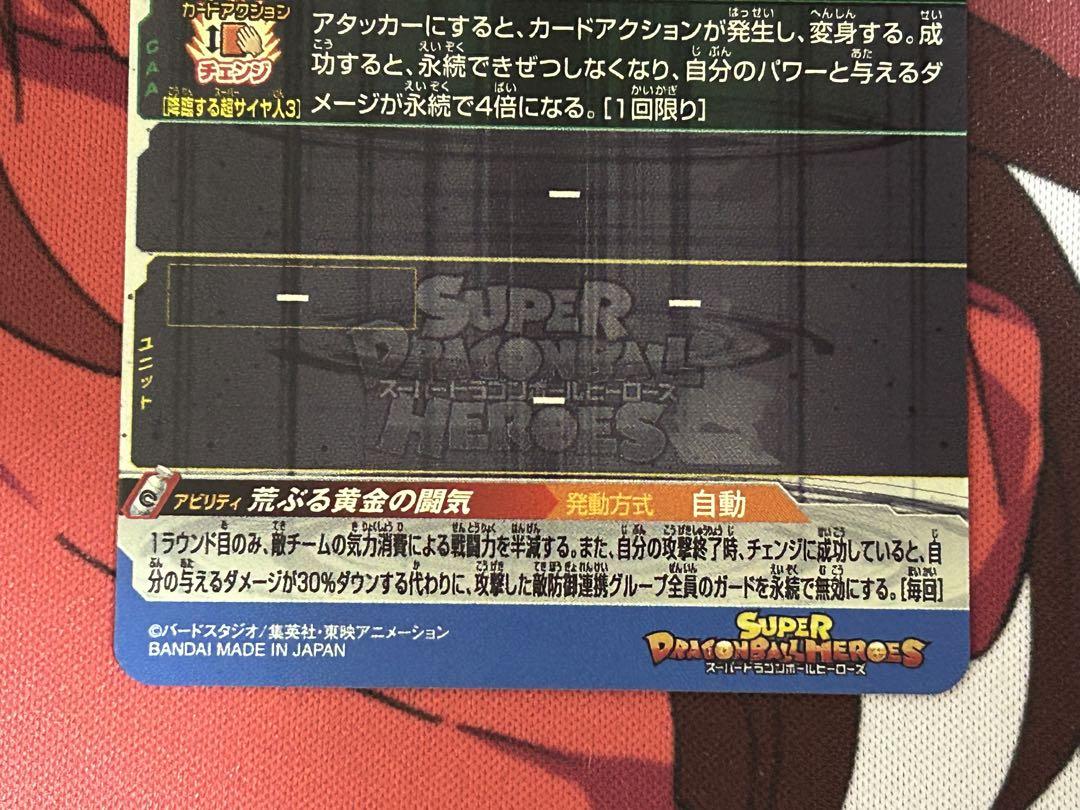 カードアクション
チェンジ
[降臨する超サイヤ人3]
CAA
アタッカーにすると、カードアクションが発生し、変身する。成
功すると、永続できぜつしなくなり、自分のパワーと与えるダ
メージが永続で4倍になる。[1回限り]
ー
ユニット
ー
ー
SUPER
DRAGONBALL
スーパードラゴンボールヒーローズ
ー
HEROES
アビリティ 荒ぶる黄金の闘気 発動方式 自動
1ラウンド目のみ、敵チームの気力消費による戦闘力を半減する。また、自分の攻撃終了時、チェンジに成功していると、自
分の与えるダメージが30%ダウンする代わりに、攻撃した敵防御連携グループ全員のガードを永続で無効にする。[毎回]
©バードスタジオ/集英社・東映アニメーション
BANDAI MADE IN JAPAN
SUPER
DRAGONBALL HEROES
スーパードラゴンボールヒーローズ